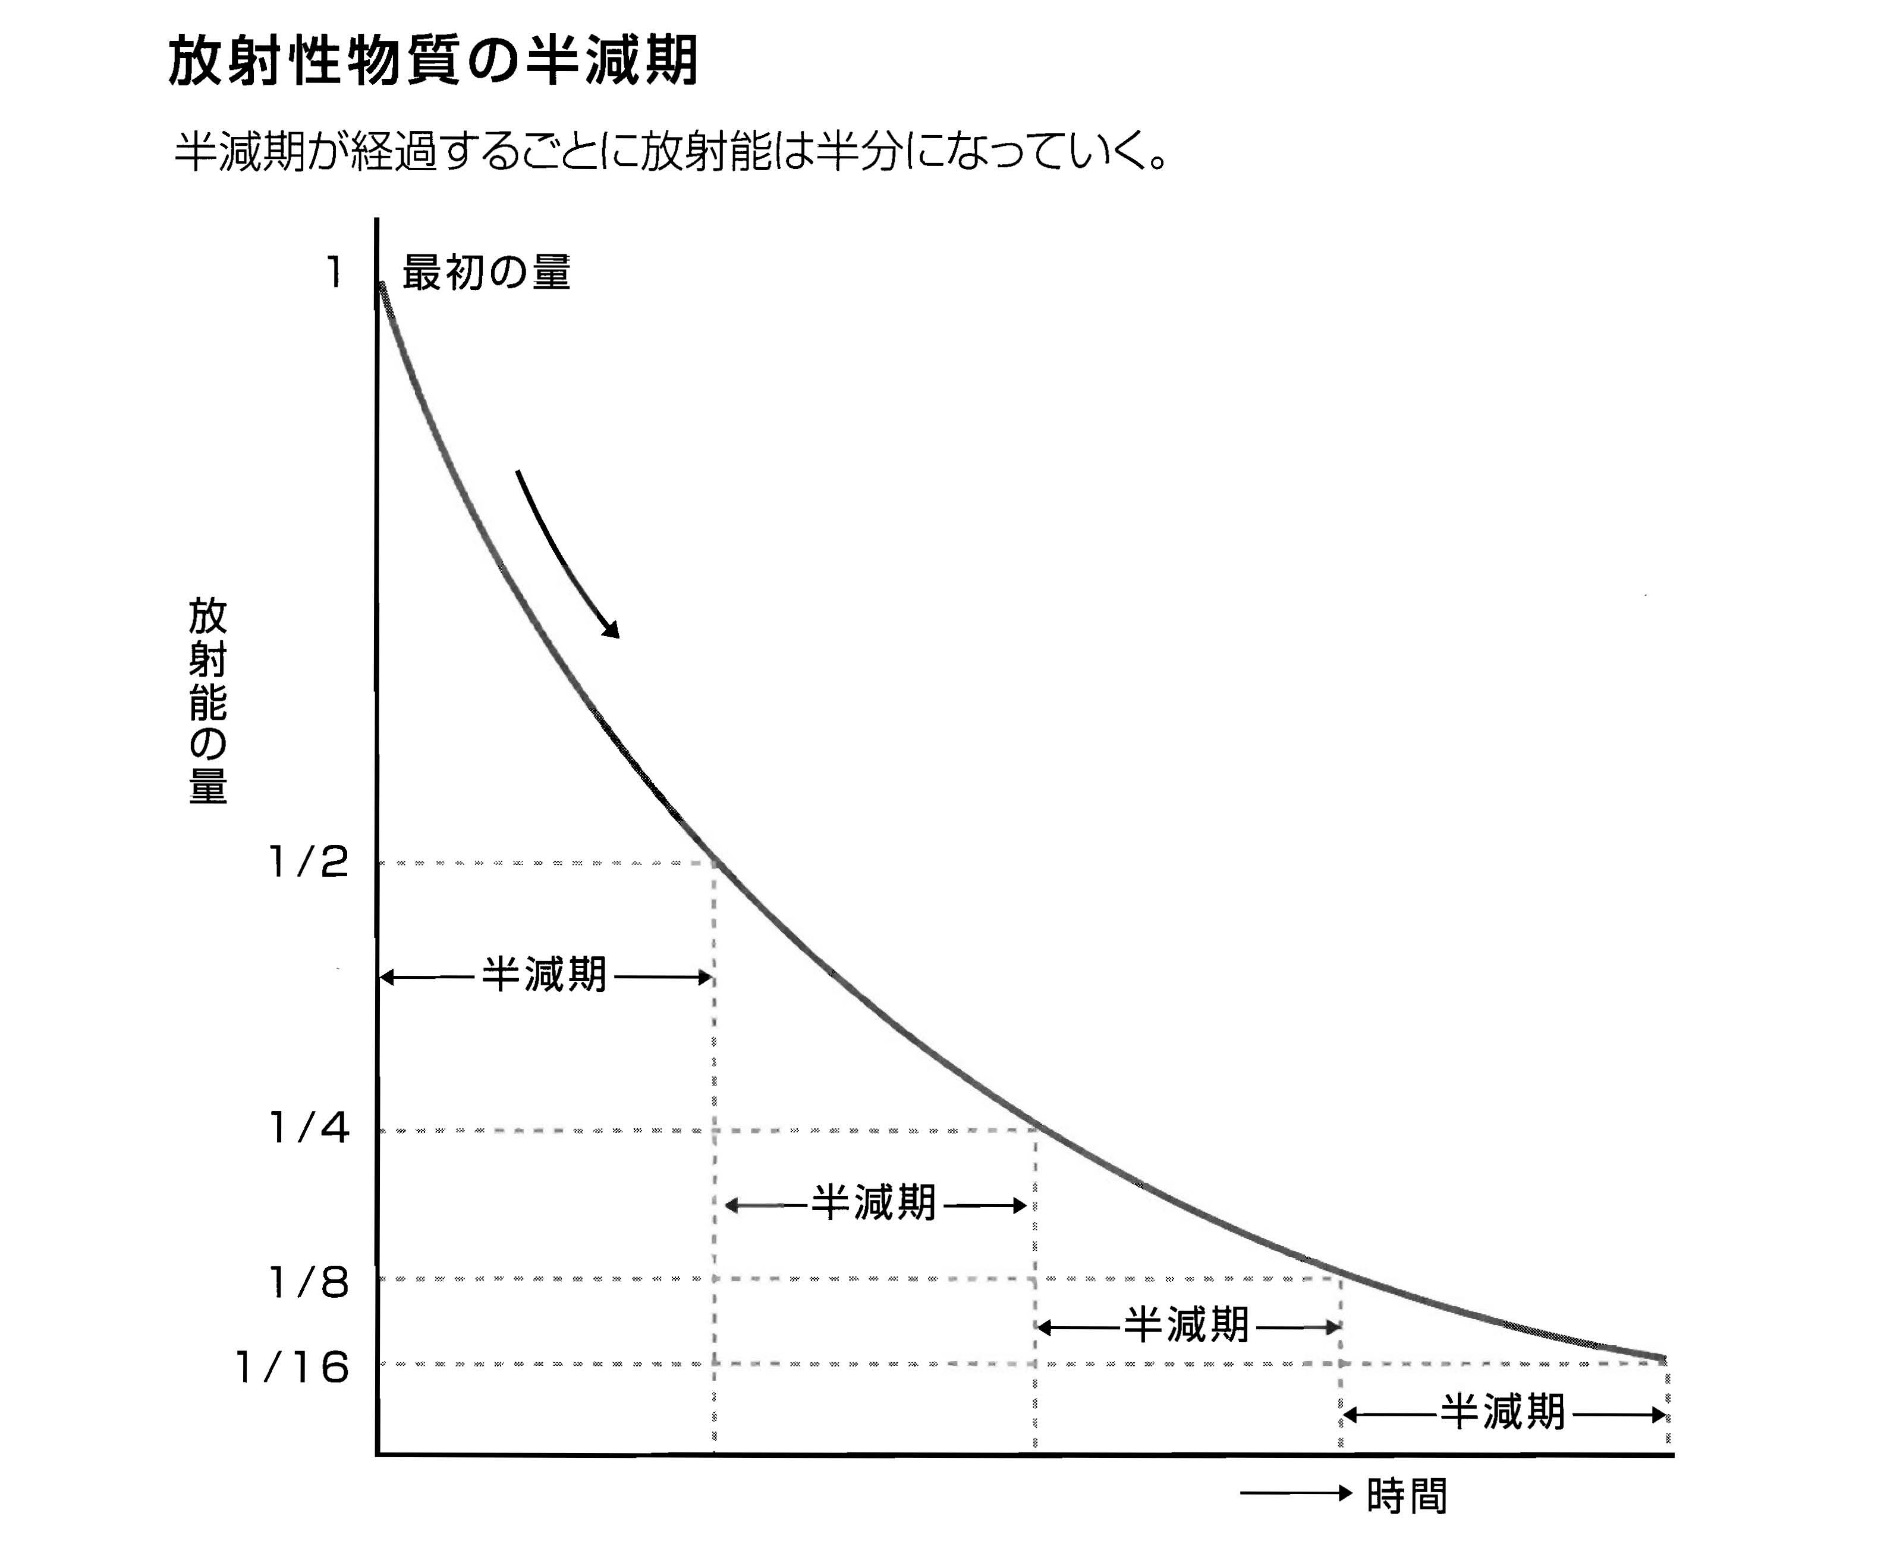 放射性物質の半減期
半減期が経過するごとに放射能は半分になっていく。
1
最初の量
放射能の量
1/2
半減期
1/4
半減期
1/8
半減期
1/16
半減期
時間